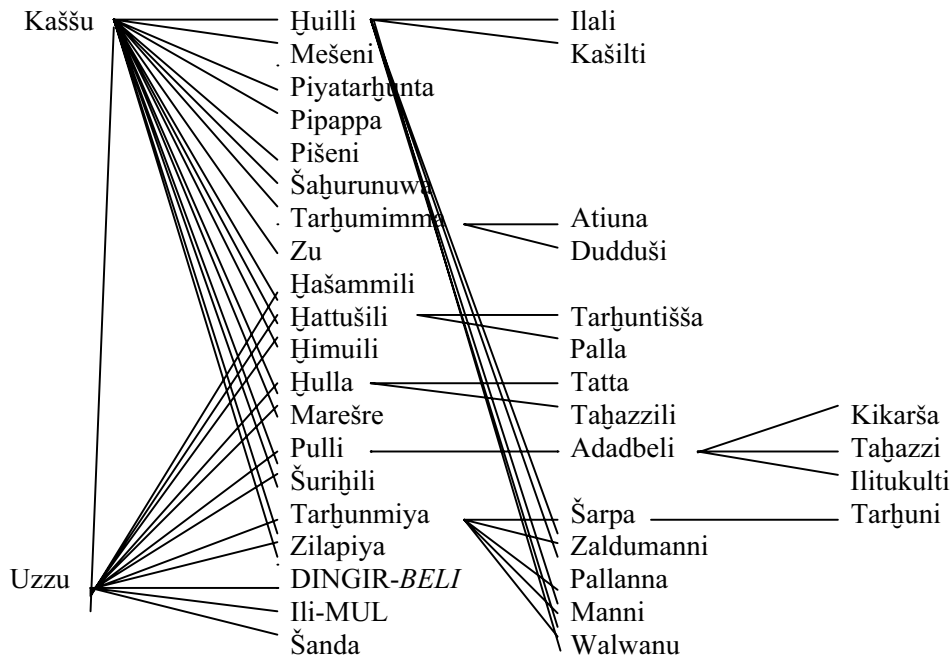 Kaššu Ḫuilli Ilali
Mešeni Kašilti
Piyatarḫunta
Pipappa
Pišeni
Šaḫurunuwa
Tarḫumimma Atiuna
Zu Dudduši
Ḫašammili
Ḫattušili Tarḫuntišša
Ḫimuili Palla
Ḫulla Tatta
Marešre Taḫazzili Kikarša
Pulli Adadbeli Taḫazzi
Šuriḫili Ilitukulti
Tarḫunmiya Šarpa Tarḫuni
Zilapiya Zaldumanni
Uzzu DINGIR-BELI Pallanna
Ili-MUL Manni
Šanda Walwanu